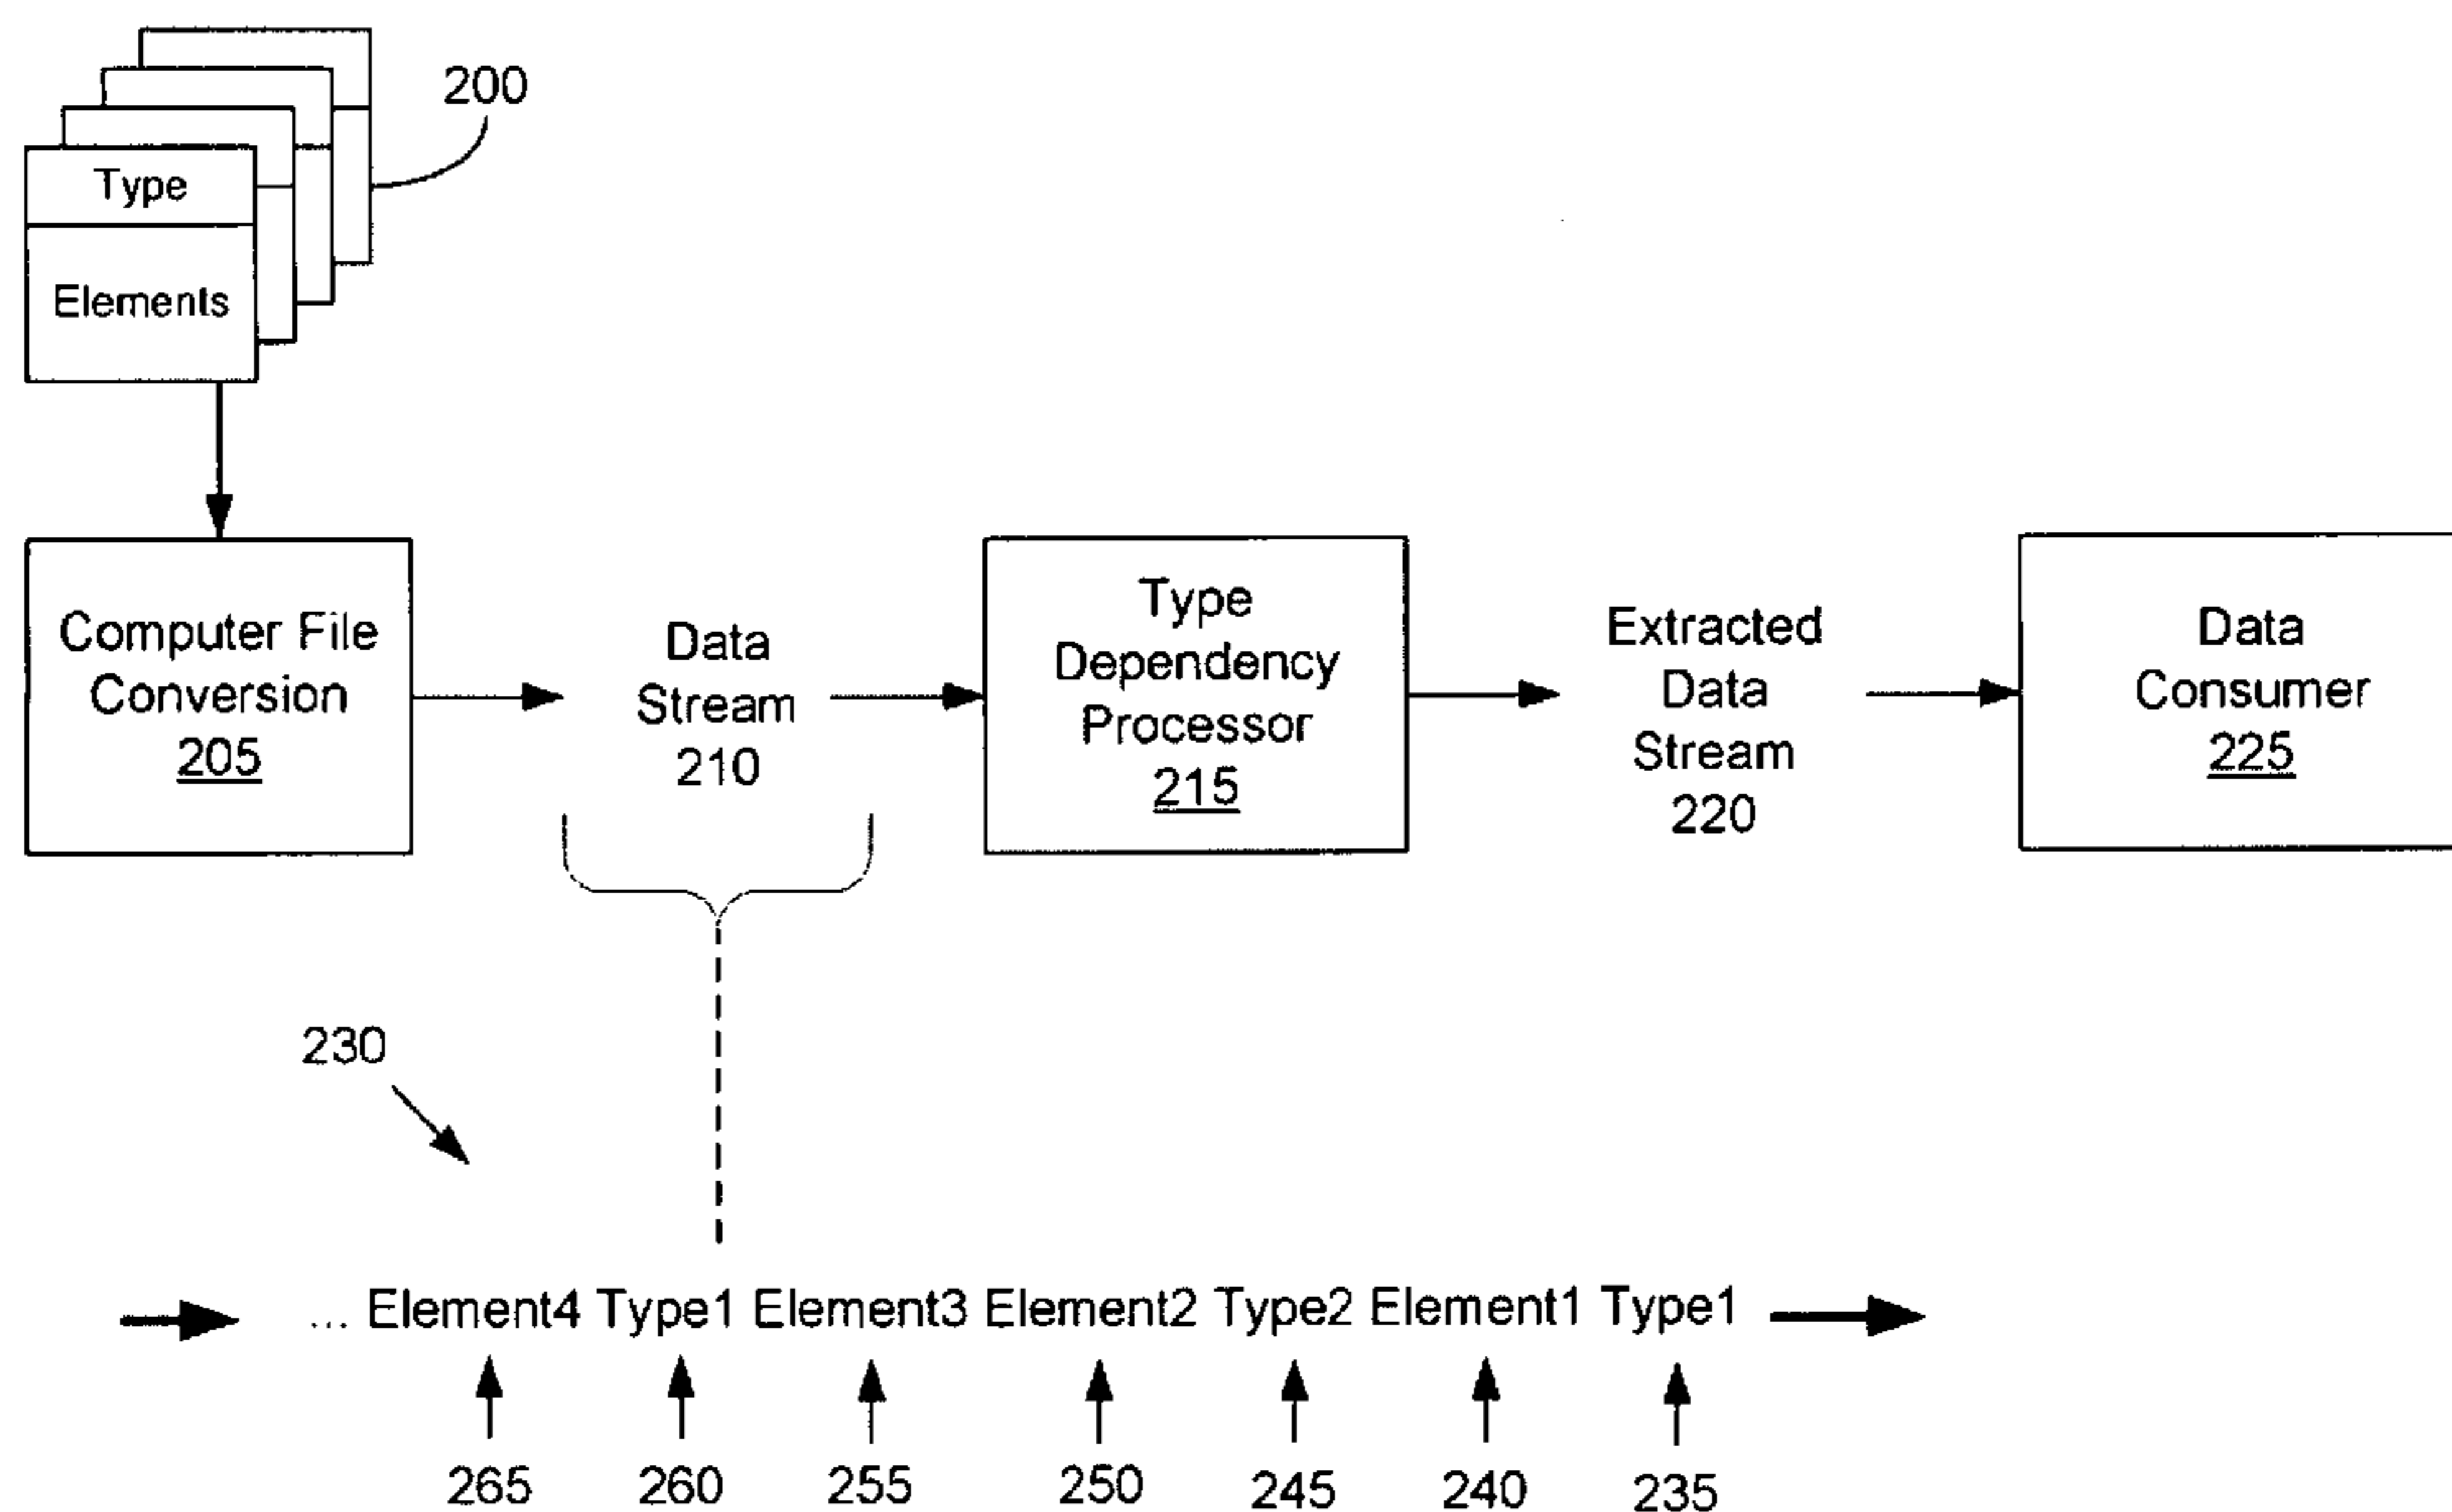 200
Type
Elements
Computer File
Conversion
205
Data
Stream
210
Type
Dependency
Processor
215
Extracted
Data
Stream
220
Data
Consumer
225
230
... Element4 Type1 Element3 Element2 Type2 Element1 Type1
265 260 255 250 245 240 235